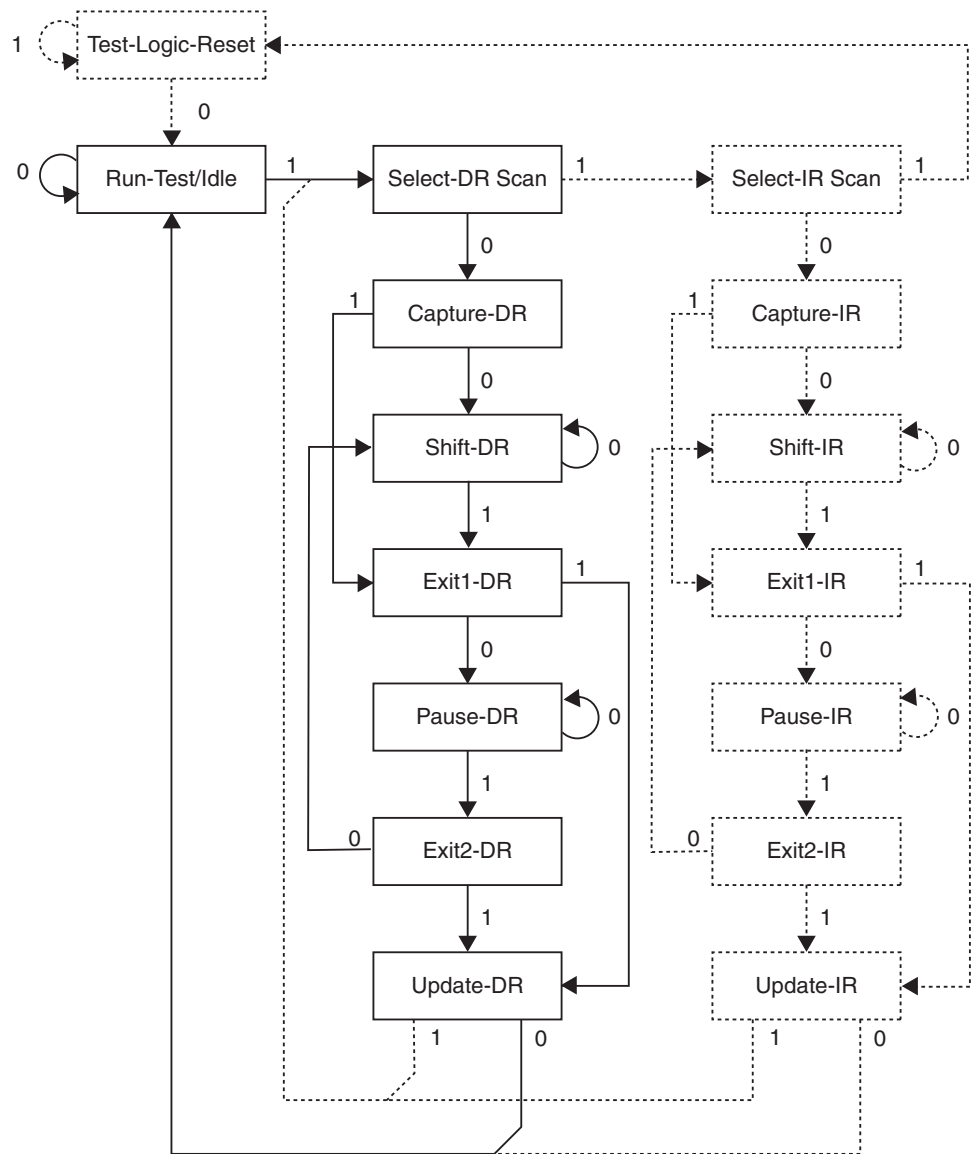 Test-Logic-Reset
1
0
Run-Test/Idle
0
1
Select-DR Scan
1
Select-IR Scan
1
0
0
Capture-DR
1
Capture-IR
1
0
0
Shift-DR
0
Shift-IR
0
1
1
Exit1-DR
1
Exit1-IR
1
0
0
Pause-DR
0
Pause-IR
0
1
1
Exit2-DR
0
Exit2-IR
0
1
1
Update-DR
Update-IR
1
0
1
0